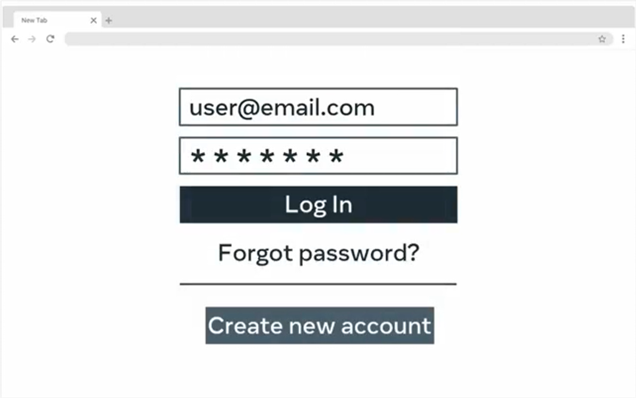 New Tab
user@email.com
*******
Log In
Forgot password?
Create new account